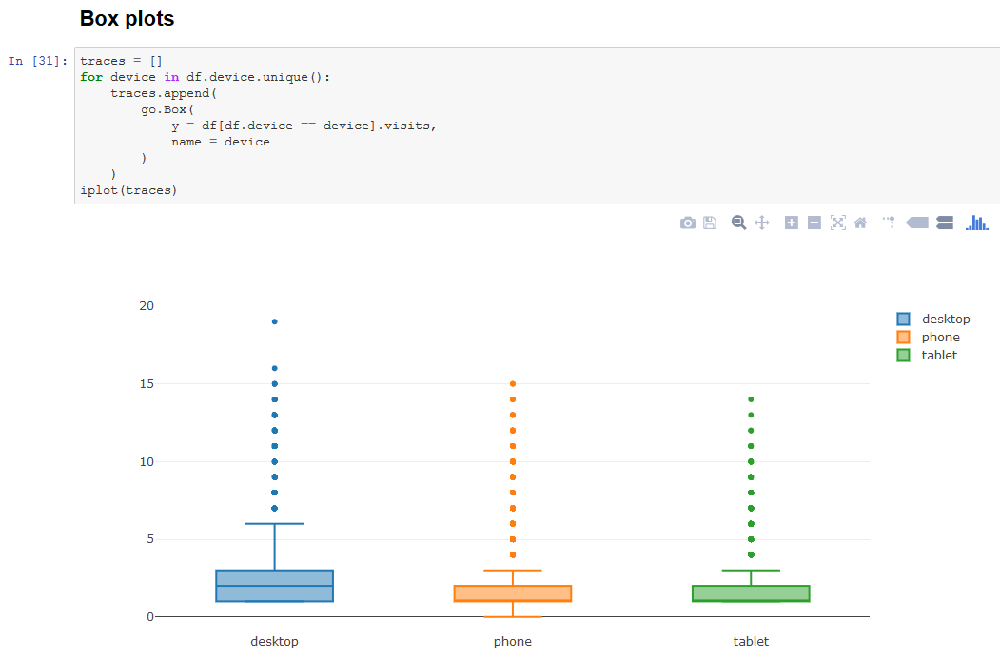 Box plots
In [31]:
traces = []
for device in df.device.unique():
    traces.append(
        go.Box(
            y = df[df.device == device].visits,
            name = device
        )
    )
iplot(traces)
20
15
10
5
0
desktop
phone
tablet
desktop
phone
tablet